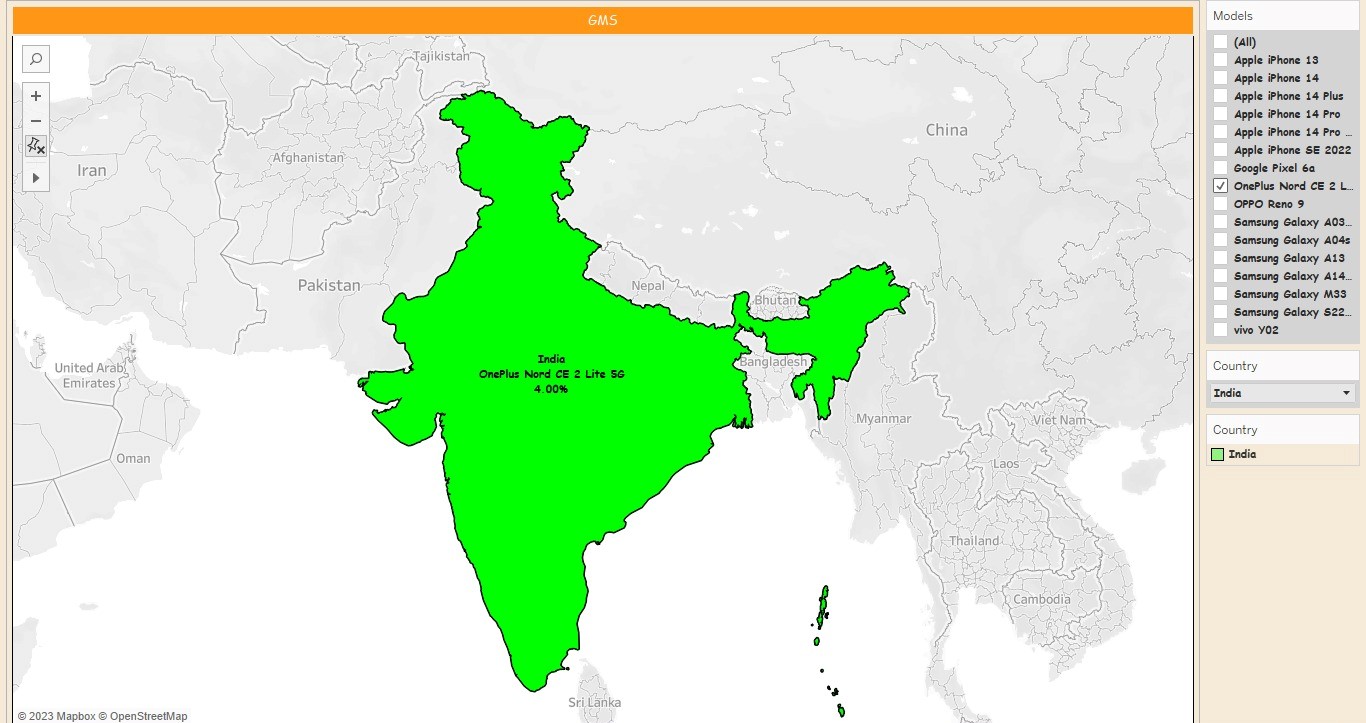 GMS
Tajikistan
China
Afghanistan
Iran
Pakistan
Nepal
Bhutan
United Arab
Emirates
Bangladesh
India
OnePlus Nord CE 2 Lite 5G
4.00%
Myanmar
Viet Nam
Oman
Laos
Thailand
Cambodia
Sri Lanka
© 2023 Mapbox © OpenStreetMap
Models
(All)
Apple iPhone 13
Apple iPhone 14
Apple iPhone 14 Plus
Apple iPhone 14 Pro
Apple iPhone 14 Pro ...
Apple iPhone SE 2022
Google Pixel 6a
OnePlus Nord CE 2 L...
OPPO Reno 9
Samsung Galaxy A03...
Samsung Galaxy A04s
Samsung Galaxy A13
Samsung Galaxy A14...
Samsung Galaxy M33
Samsung Galaxy S22...
vivo Y02
Country
India
Country
India